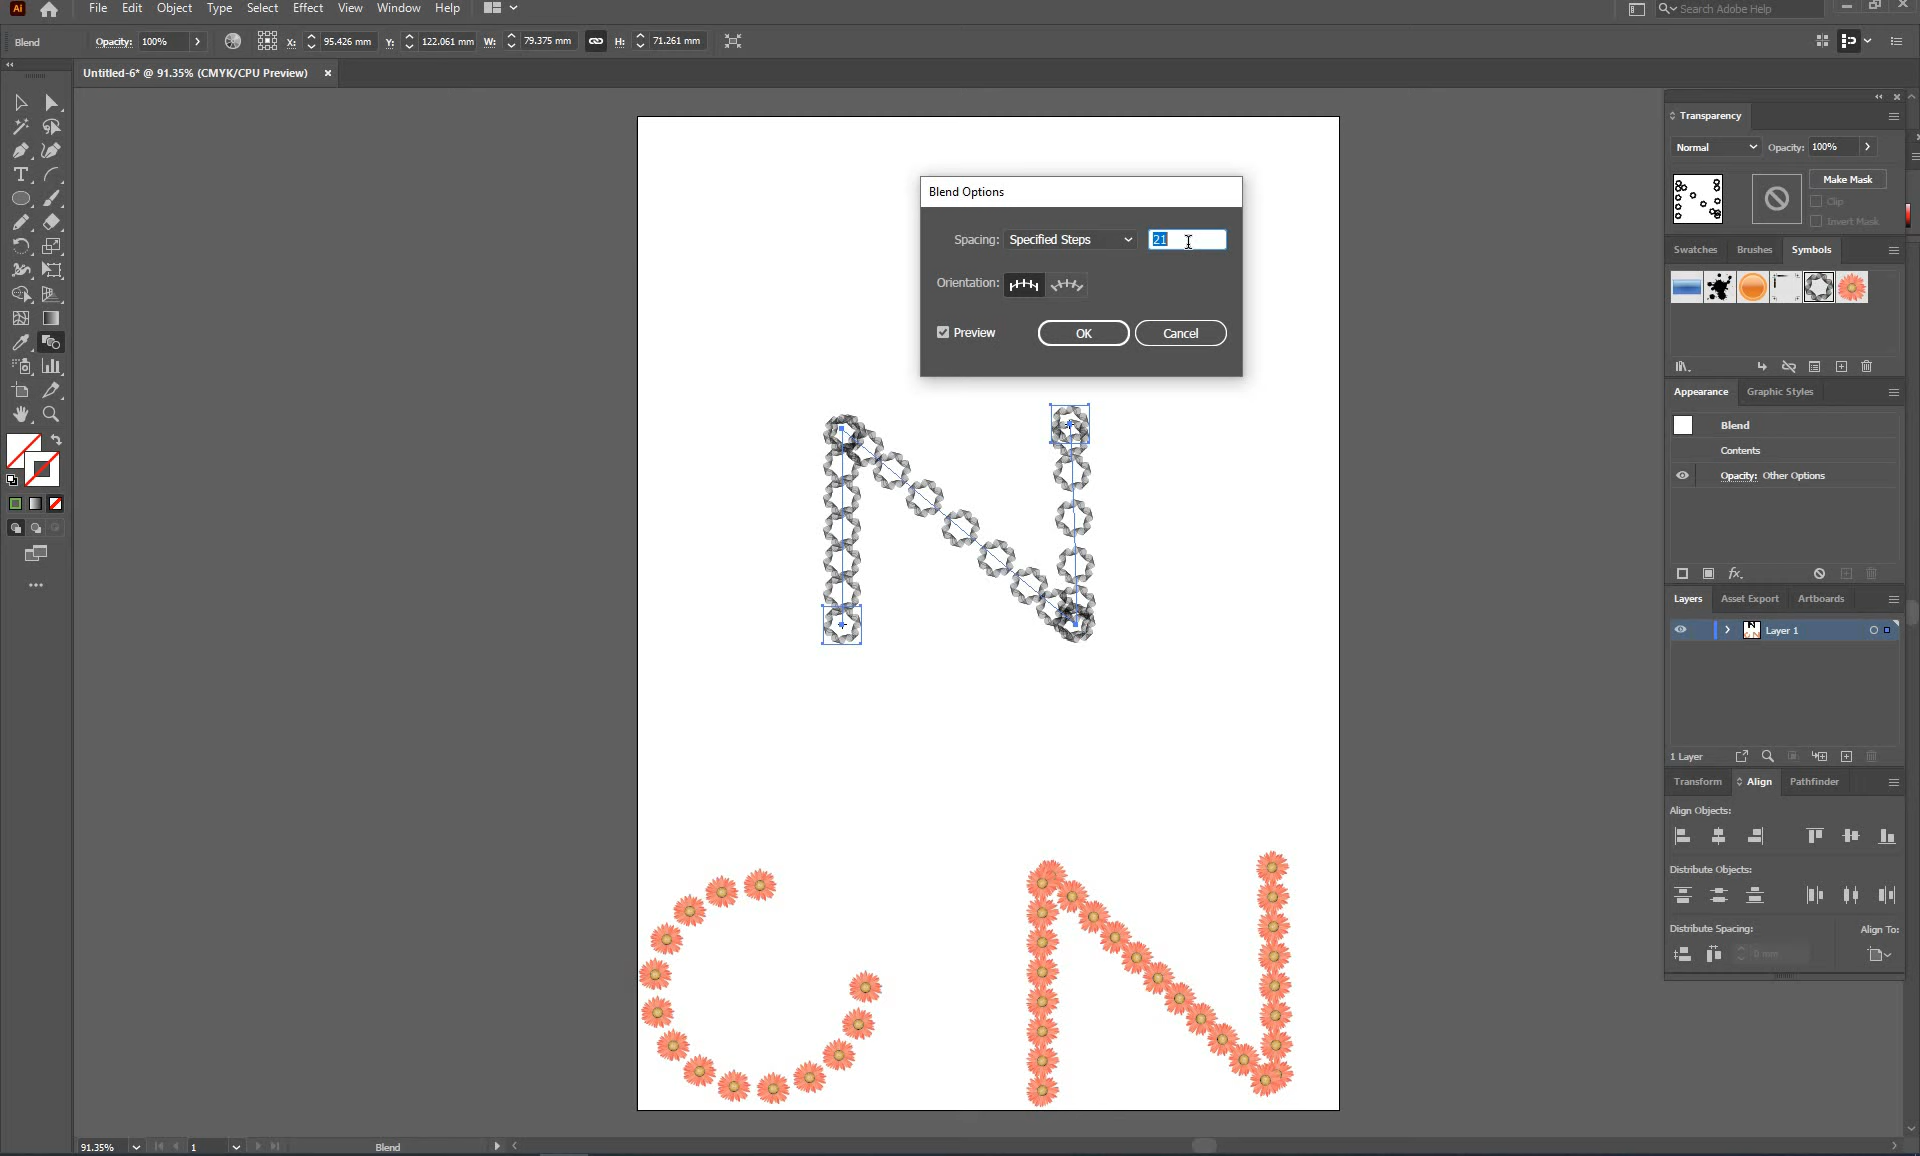 Ai File Edit Object Type Select Effect View Window Help Search Adobe Help
Blend Opacity: 100% X: 95.426 mm Y: 122.061 mm W: 79.375 mm H: 71.261 mm
Untitled-6* @ 91.35% (CMYK/CPU Preview) ×
Transparency
Normal Opacity: 100%
Make Mask
Clip
Invert Mask
Blend Options
Spacing: Specified Steps 21
Orientation:
Preview OK Cancel
Swatches Brushes Symbols
Appearance Graphic Styles
Blend
Contents
Opacity: Other Options
fx
Layers Asset Export Artboards
Layer 1
1 Layer
Transform Align Pathfinder
Align Objects:
Distribute Objects:
Distribute Spacing: Align To:
0 mm
91.35% 1 Blend